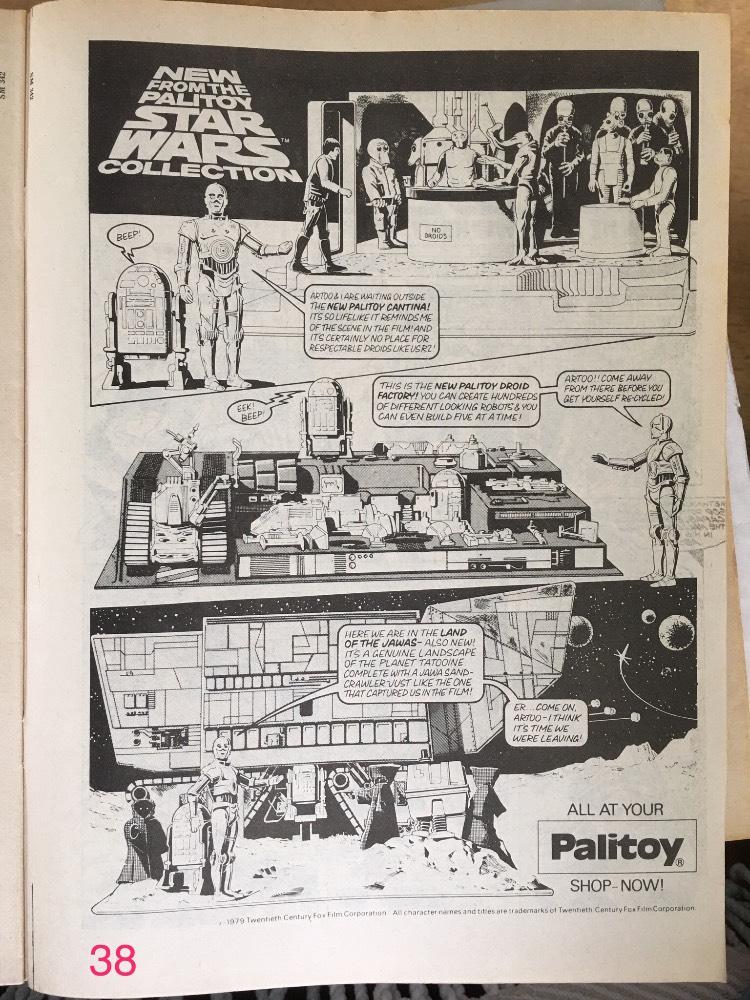 SM 342
NEW
FROM THE
PALITOY
STAR
WARS™
COLLECTION
BEEP!
NO
DROIDS
ARTOO & I ARE WAITING OUTSIDE
THE NEW PALITOY CANTINA!
ITS SO LIFELIKE IT REMINDS ME
OF THE SCENE IN THE FILM! AND
IT'S CERTAINLY NO PLACE FOR
RESPECTABLE DROIDS LIKE US R2!
EEK!
BEEP!
THIS IS THE NEW PALITOY DROID
FACTORY! YOU CAN CREATE HUNDREDS
OF DIFFERENT LOOKING ROBOTS & YOU
CAN EVEN BUILD FIVE AT A TIME!
ARTOO!! COME AWAY
FROM THERE BEFORE YOU
GET YOURSELF RE-CYCLED!
HERE WE ARE IN THE LAND
OF THE JAWAS - ALSO NEW!
IT'S A GENUINE LANDSCAPE
OF THE PLANET TATOOINE
COMPLETE WITH A JAWA SAND-
CRAWLER - JUST LIKE THE ONE
THAT CAPTURED US IN THE FILM!
ER... COME ON,
ARTOO - I THINK
IT'S TIME WE
WERE LEAVING!
ALL AT YOUR
Palitoy®
SHOP - NOW!
1979 Twentieth Century Fox Film Corporation. All character names and titles are trademarks of Twentieth Century Fox Film Corporation.
38